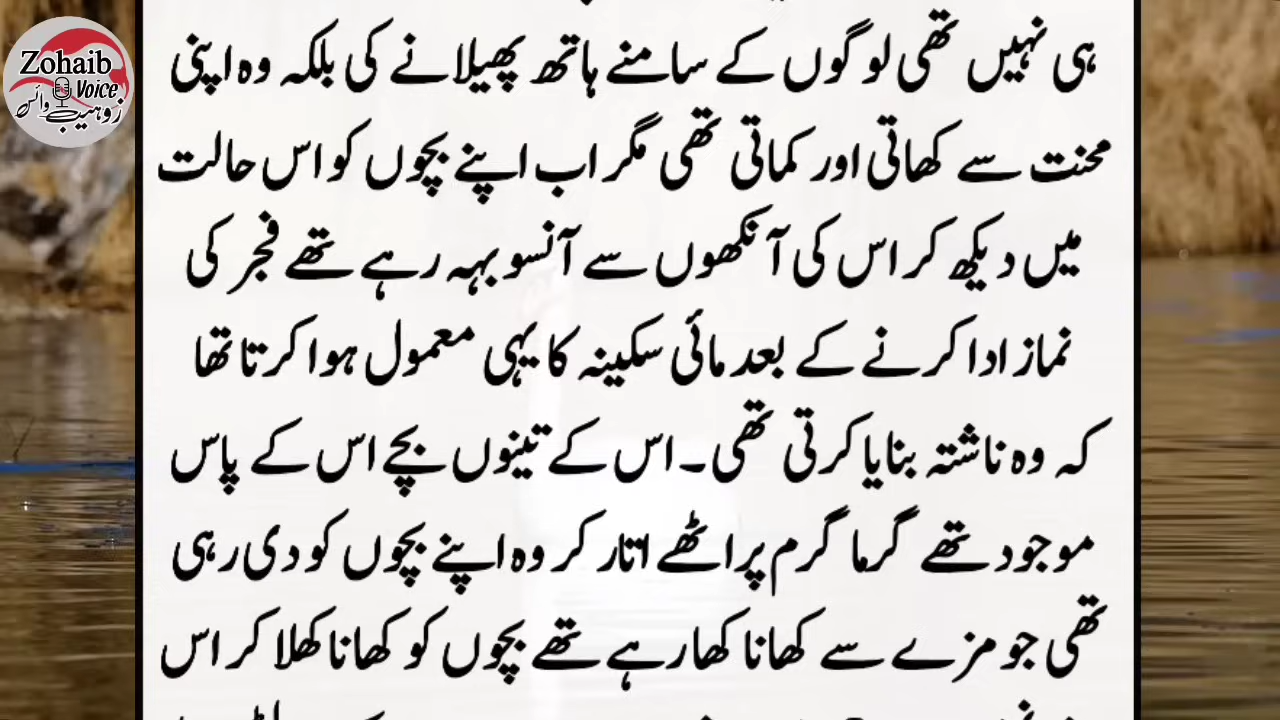 Zohaib
Voice
زوہیب وائس
ہی نہیں تھی لوگوں کے سامنے ہاتھ پھیلانے کی بلکہ وہ اپنی
محنت سے کھاتی اور کماتی تھی مگر اب اپنے بچوں کو اس حالت
میں دیکھ کر اس کی آنکھوں سے آنسو بہہ رہے تھے فجر کی
نماز ادا کرنے کے بعد مائی سکینہ کا یہی معمول ہوا کرتا تھا
کہ وہ ناشتہ بنایا کرتی تھی۔ اس کے تینوں بچے اس کے پاس
موجود تھے گرما گرم پراٹھے اتار کر وہ اپنے بچوں کو دی رہی
تھی جو مزے سے کھانا کھا رہے تھے بچوں کو کھانا کھلا کر اس